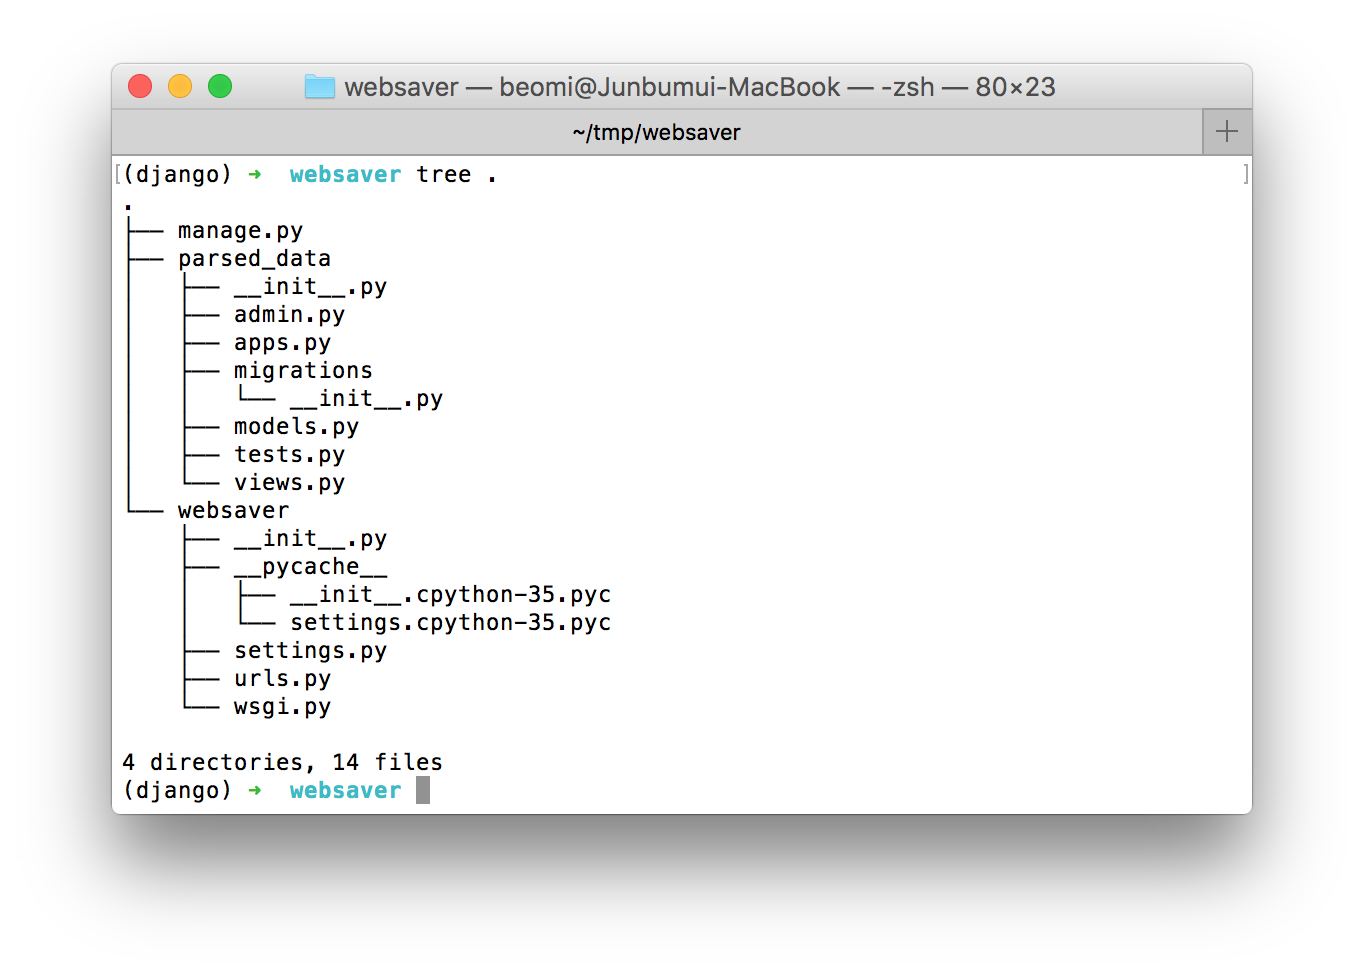 websaver — beomi@Junbumui-MacBook — -zsh — 80×23
~/tmp/websaver
[(django) ➜  websaver tree . ]
.
├── manage.py
├── parsed_data
│   ├── __init__.py
│   ├── admin.py
│   ├── apps.py
│   ├── migrations
│   │   └── __init__.py
│   ├── models.py
│   ├── tests.py
│   └── views.py
└── websaver
    ├── __init__.py
    ├── __pycache__
    │   ├── __init__.cpython-35.pyc
    │   └── settings.cpython-35.pyc
    ├── settings.py
    ├── urls.py
    └── wsgi.py
4 directories, 14 files
(django) ➜  websaver